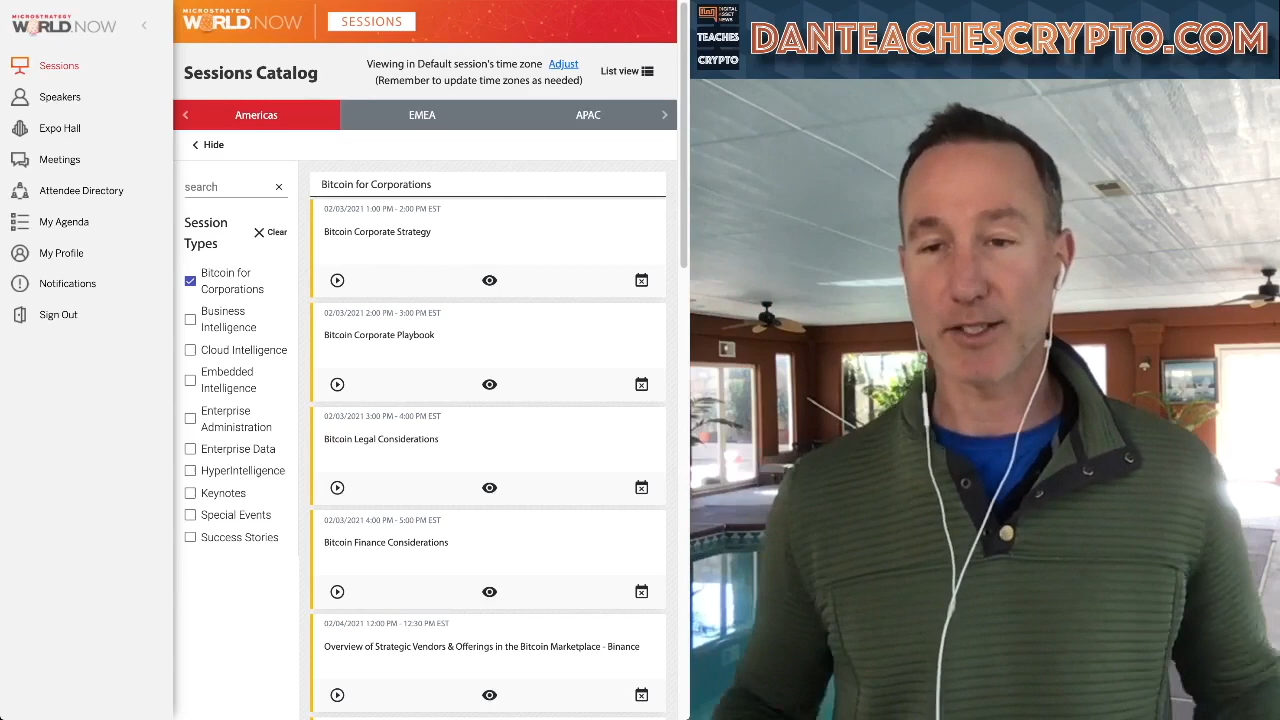 MICROSTRATEGY
WORLD.NOW
Sessions
Speakers
Expo Hall
Meetings
Attendee Directory
My Agenda
My Profile
Notifications
Sign Out
MICROSTRATEGY
WORLD.NOW
SESSIONS
Sessions Catalog
Viewing in Default session's time zone Adjust
(Remember to update time zones as needed)
List view
Americas
EMEA
APAC
Hide
search
Session
Types
Clear
Bitcoin for
Corporations
Business
Intelligence
Cloud Intelligence
Embedded
Intelligence
Enterprise
Administration
Enterprise Data
HyperIntelligence
Keynotes
Special Events
Success Stories
Bitcoin for Corporations
02/03/2021 1:00 PM - 2:00 PM EST
Bitcoin Corporate Strategy
02/03/2021 2:00 PM - 3:00 PM EST
Bitcoin Corporate Playbook
02/03/2021 3:00 PM - 4:00 PM EST
Bitcoin Legal Considerations
02/03/2021 4:00 PM - 5:00 PM EST
Bitcoin Finance Considerations
02/04/2021 12:00 PM - 12:30 PM EST
Overview of Strategic Vendors & Offerings in the Bitcoin Marketplace - Binance
DIGITAL
ASSET
NEWS
TEACHES
CRYPTO
DANTEACHESCRYPTO.COM